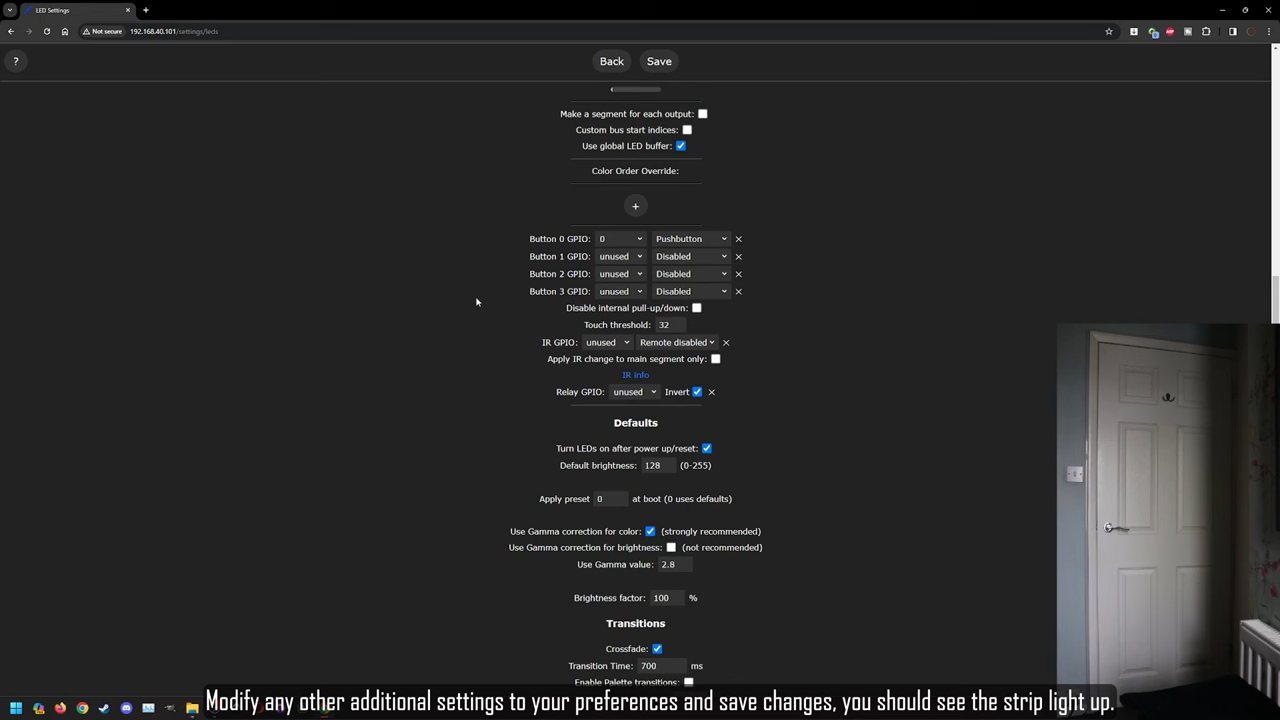 LED Settings
Not secure 192.168.40.101/settings/leds
?
Back Save
Make a segment for each output:
Custom bus start indices:
Use global LED buffer:
Color Order Override:
+
Button 0 GPIO: 0 Pushbutton
Button 1 GPIO: unused Disabled
Button 2 GPIO: unused Disabled
Button 3 GPIO: unused Disabled
Disable internal pull-up/down:
Touch threshold: 32
IR GPIO: unused Remote disabled
Apply IR change to main segment only:
IR info
Relay GPIO: unused Invert
Defaults
Turn LEDs on after power up/reset:
Default brightness: 128 (0-255)
Apply preset 0 at boot (0 uses defaults)
Use Gamma correction for color: (strongly recommended)
Use Gamma correction for brightness: (not recommended)
Use Gamma value: 2.8
Brightness factor: 100 %
Transitions
Crossfade:
Transition Time: 700 ms
Enable Palette transitions:
Modify any other additional settings to your preferences and save changes, you should see the strip light up.